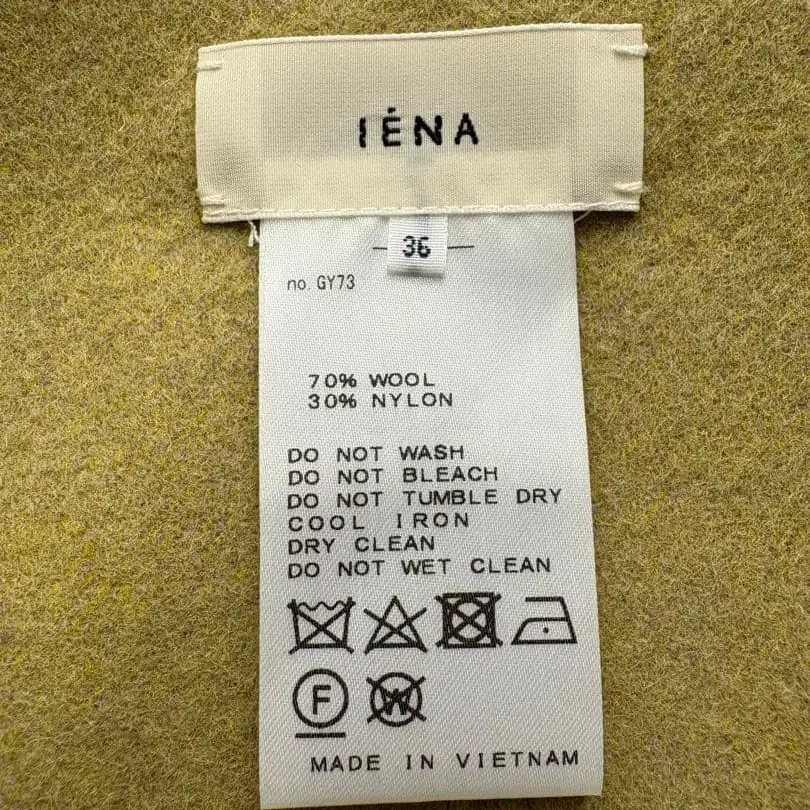 IÉNA
36
no. GY73
70% WOOL
30% NYLON
DO NOT WASH
DO NOT BLEACH
DO NOT TUMBLE DRY
COOL IRON
DRY CLEAN
DO NOT WET CLEAN
F W
MADE IN VIETNAM